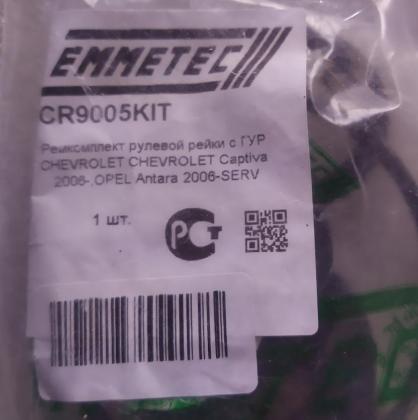 EMMETEC
CR9005KIT
Ремкомплект рулевой рейки с ГУР
CHEVROLET CHEVROLET Captiva
2006-,OPEL Antara 2006-SERV
1 шт.
РСТ